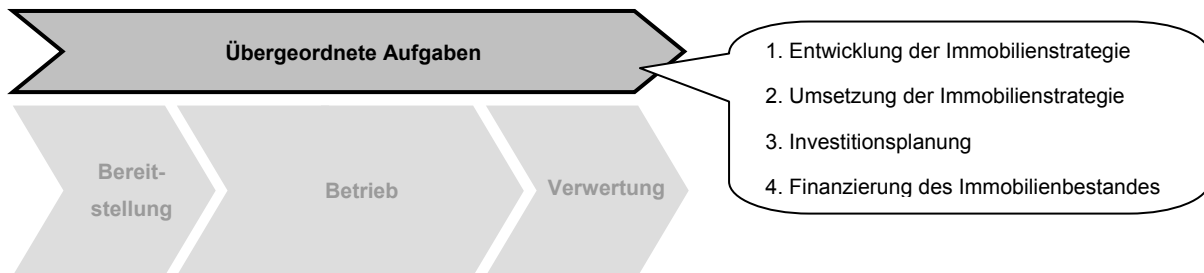 Übergeordnete Aufgaben
1. Entwicklung der Immobilienstrategie
2. Umsetzung der Immobilienstrategie
3. Investitionsplanung
4. Finanzierung des Immobilienbestandes
Bereit-
stellung
Betrieb
Verwertung